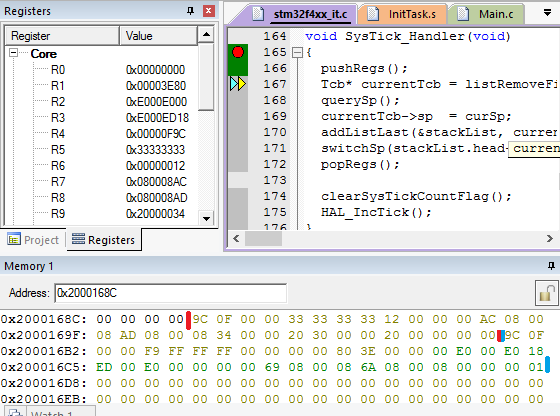 Registers
Register Value
Core
R0 0x00000000
R1 0x00003E80
R2 0xE000E000
R3 0xE000ED18
R4 0x00000F9C
R5 0x33333333
R6 0x00000012
R7 0x080008AC
R8 0x080008AD
R9 0x20000034
Project Registers
stm32f4xx_it.c InitTask.s Main.c
164 void SysTick_Handler(void)
165 {
166 pushRegs();
167 Tcb* currentTcb = listRemoveFi
168 querySp();
169 currentTcb->sp = curSp;
170 addListLast(&stackList, curren
171 switchSp(stackList.head curren
172 popRegs();
173
174 clearSysTickCountFlag();
175 HAL_IncTick();
Memory 1
Address: 0x2000168C
0x2000168C: 00 00 00 00 9C 0F 00 00 33 33 33 33 12 00 00 00 AC 08 00
0x2000169F: 08 AD 08 00 08 34 00 00 20 30 00 00 20 00 00 00 00 9C 0F
0x200016B2: 00 00 F9 FF FF FF 00 00 00 00 80 3E 00 00 00 E0 00 E0 18
0x200016C5: ED 00 E0 00 00 00 00 69 08 00 08 6A 08 00 08 00 00 00 01
0x200016D8: 00 00 00 00 00 00 00 00 00 00 00 00 00 00 00 00 00 00 00
0x200016EB: 00 00 00 00 00 00 00 00 00 00 00 00 00 00 00 00 00 00 00
Watch 1